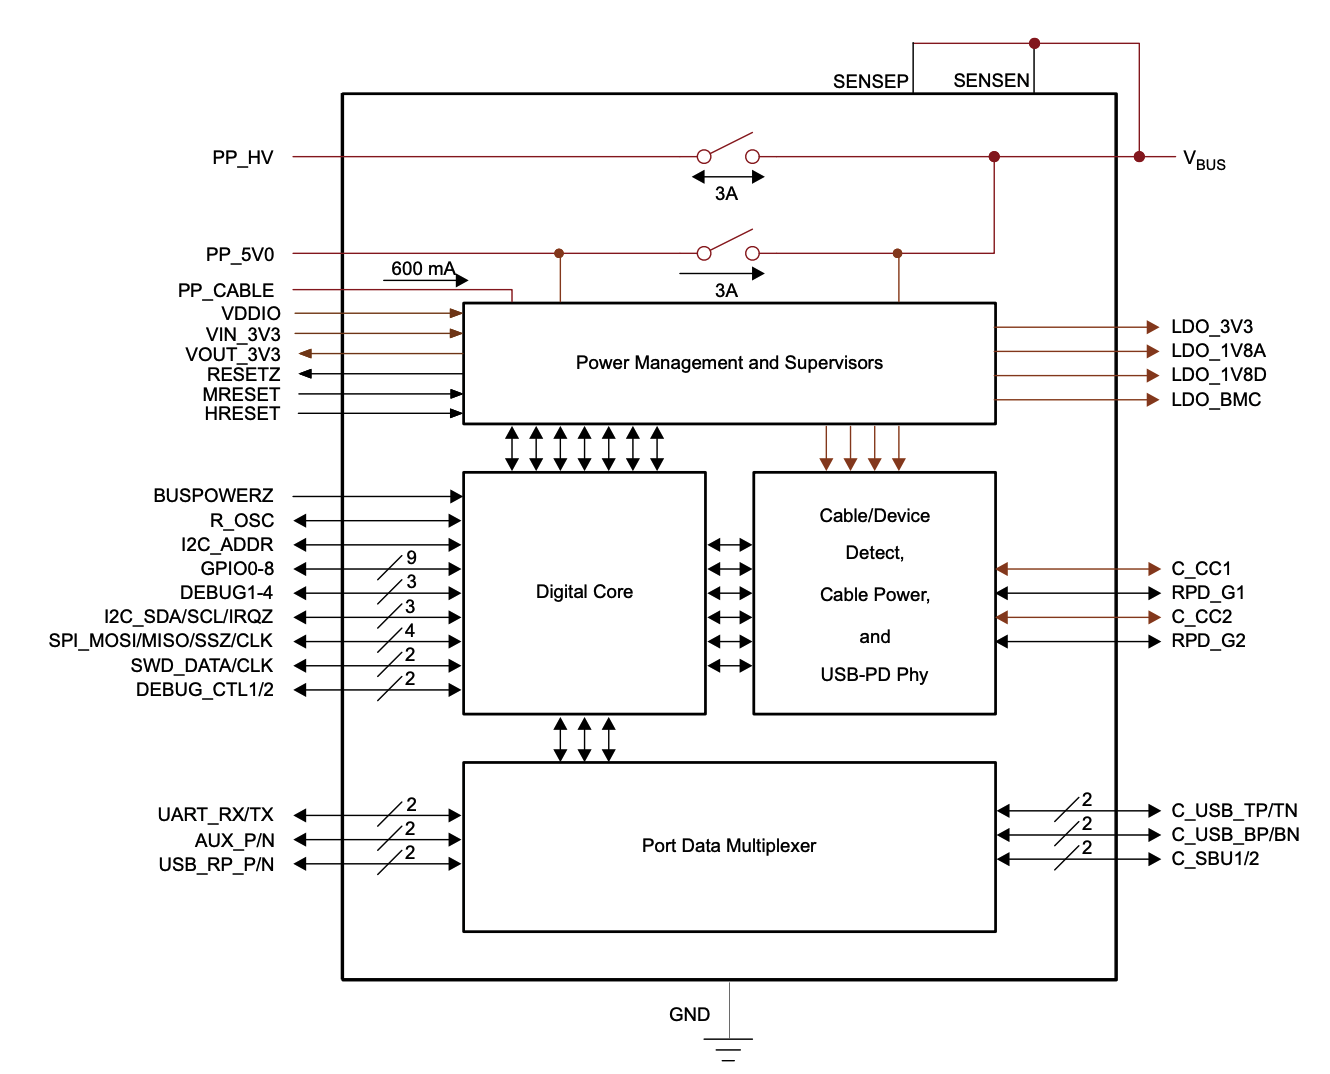 SENSEP
SENSEN
PP_HV
3A
VBUS
PP_5V0
3A
600 mA
PP_CABLE
VDDIO
VIN_3V3
VOUT_3V3
RESETZ
MRESET
HRESET
Power Management and Supervisors
LDO_3V3
LDO_1V8A
LDO_1V8D
LDO_BMC
BUSPOWERZ
R_OSC
I2C_ADDR
GPIO0-8
9
DEBUG1-4
3
I2C_SDA/SCL/IRQZ
3
SPI_MOSI/MISO/SSZ/CLK
4
SWD_DATA/CLK
2
DEBUG_CTL1/2
2
Digital Core
Cable/Device
Detect,
Cable Power,
and
USB-PD Phy
C_CC1
RPD_G1
C_CC2
RPD_G2
UART_RX/TX
2
AUX_P/N
2
USB_RP_P/N
2
Port Data Multiplexer
2
C_USB_TP/TN
2
C_USB_BP/BN
2
C_SBU1/2
GND